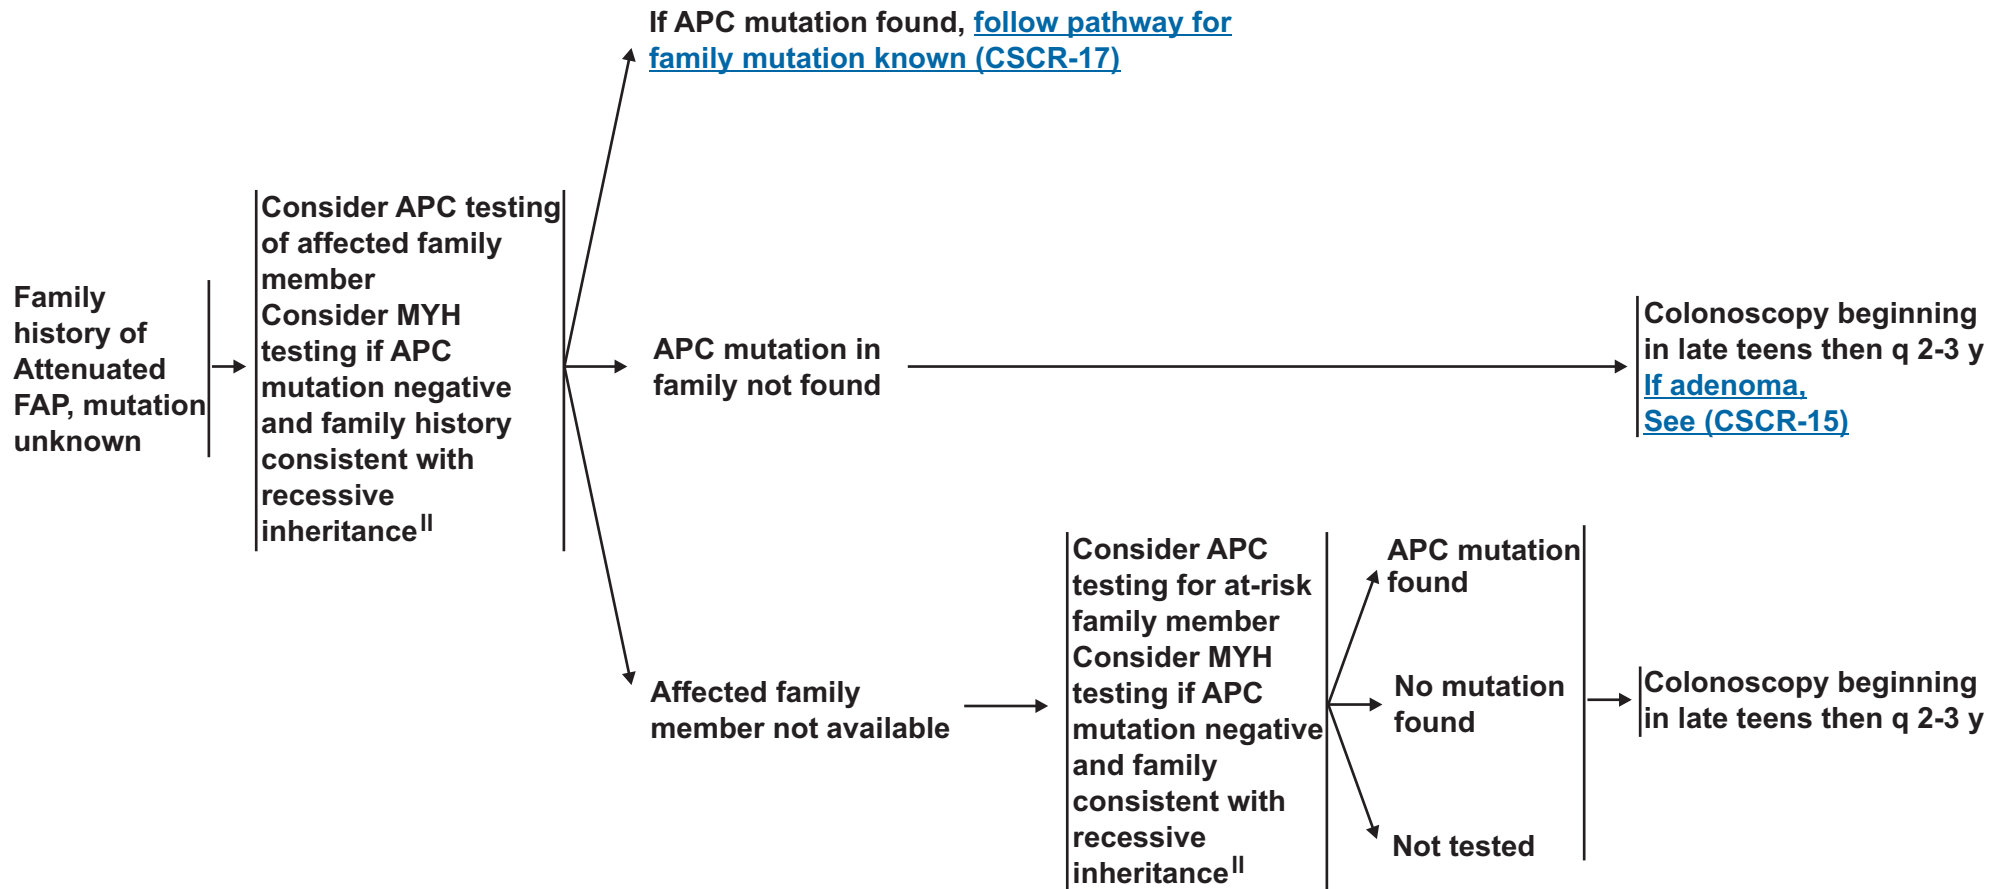 If APC mutation found, follow pathway for
family mutation known (CSCR-17)
Family
history of
Attenuated
FAP, mutation
unknown
Consider APC testing
of affected family
member
Consider MYH
testing if APC
mutation negative
and family history
consistent with
recessive
inheritance ll
APC mutation in
family not found
Colonoscopy beginning
in late teens then q 2-3 y
If adenoma,
See (CSCR-15)
Affected family
member not available
Consider APC
testing for at-risk
family member
Consider MYH
testing if APC
mutation negative
and family
consistent with
recessive
inheritance ll
APC mutation
found
No mutation
found
Not tested
Colonoscopy beginning
in late teens then q 2-3 y